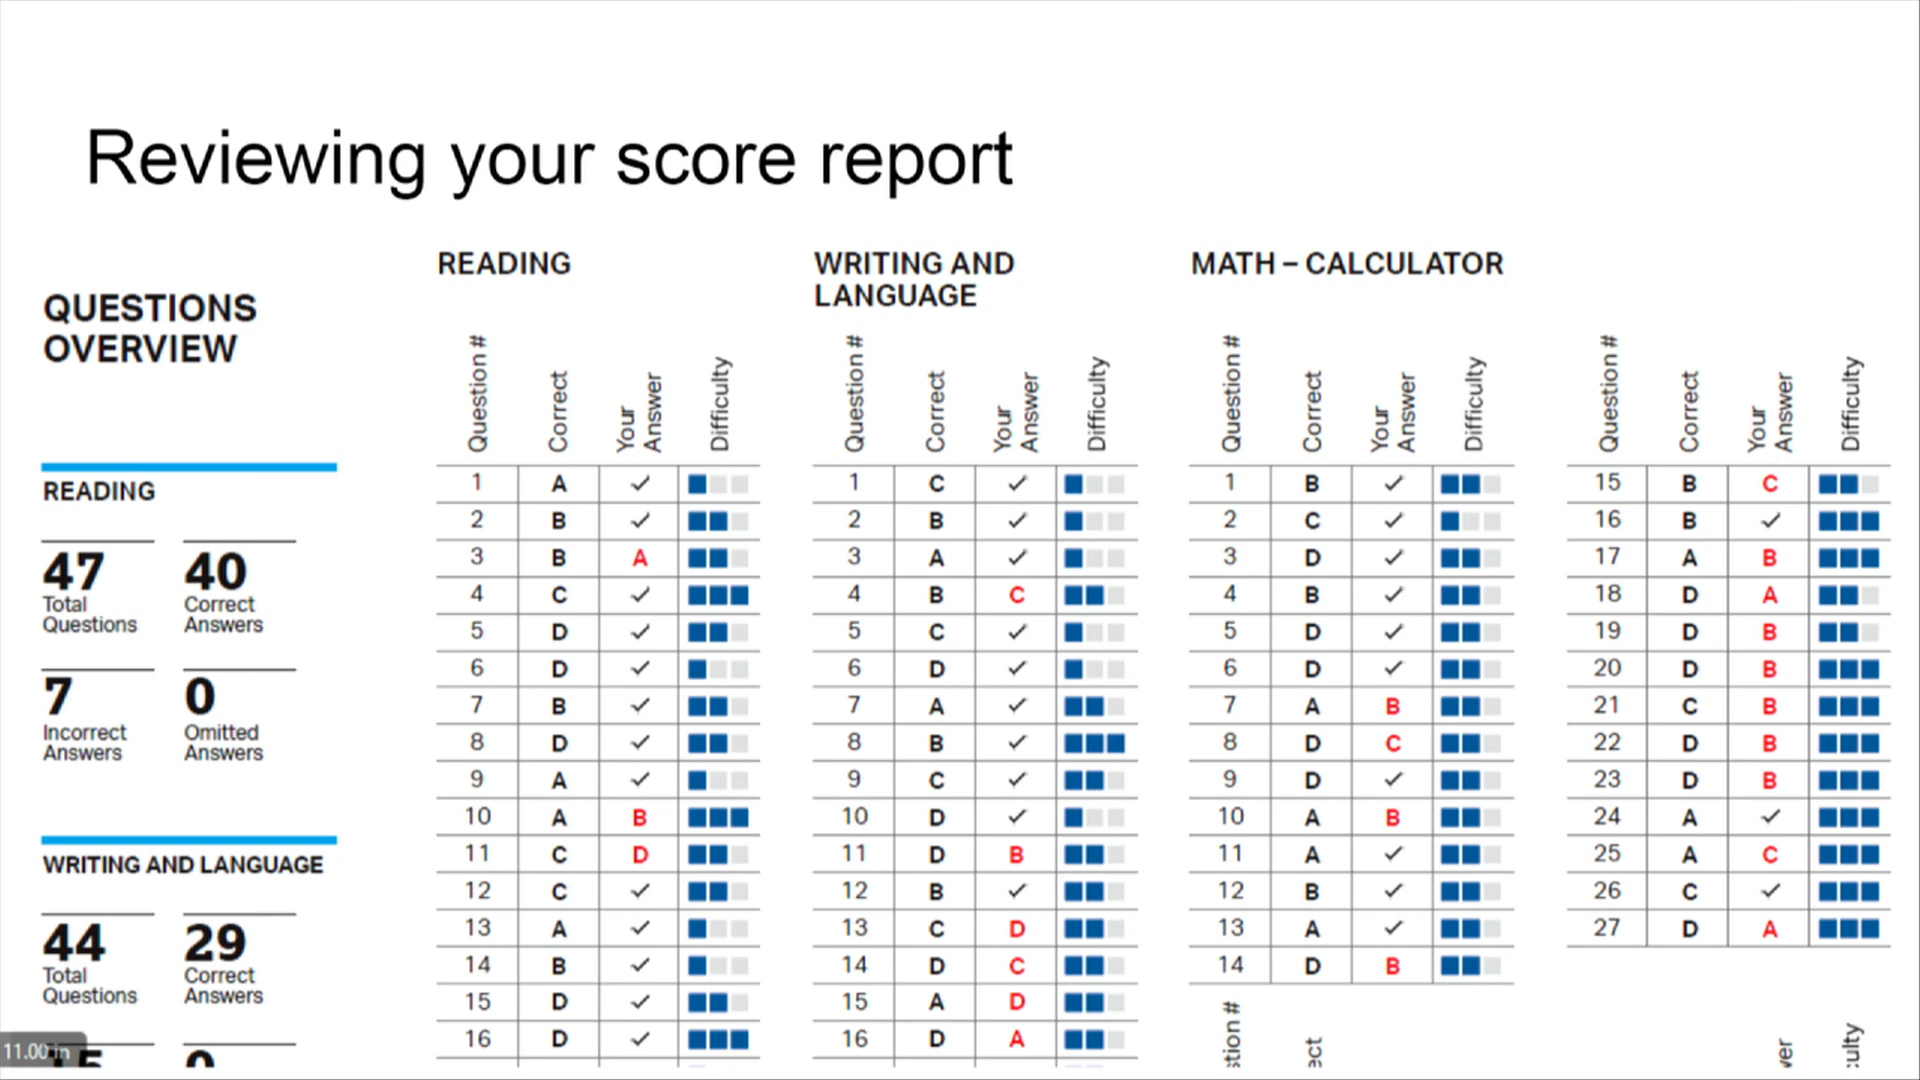 Reviewing your score report
QUESTIONS
OVERVIEW
READING
47 40
Total Questions Correct Answers
7 0
Incorrect Answers Omitted Answers
WRITING AND LANGUAGE
44 29
Total Questions Correct Answers
11.00 in
READING
Question # Correct Your Answer Difficulty
1 A ✓
2 B ✓
3 B A
4 C ✓
5 D ✓
6 D ✓
7 B ✓
8 D ✓
9 A ✓
10 A B
11 C D
12 C ✓
13 A ✓
14 B ✓
15 D ✓
16 D ✓
WRITING AND
LANGUAGE
Question # Correct Your Answer Difficulty
1 C ✓
2 B ✓
3 A ✓
4 B C
5 C ✓
6 D ✓
7 A ✓
8 B ✓
9 C ✓
10 D ✓
11 D B
12 B ✓
13 C D
14 D C
15 A D
16 D A
MATH – CALCULATOR
Question # Correct Your Answer Difficulty
1 B ✓
2 C ✓
3 D ✓
4 B ✓
5 D ✓
6 D ✓
7 A B
8 D C
9 D ✓
10 A B
11 A ✓
12 B ✓
13 A ✓
14 D B
Question # Correct Your Answer Difficulty
15 B C
16 B ✓
17 A B
18 D A
19 D B
20 D B
21 C B
22 D B
23 D B
24 A ✓
25 A C
26 C ✓
27 D A